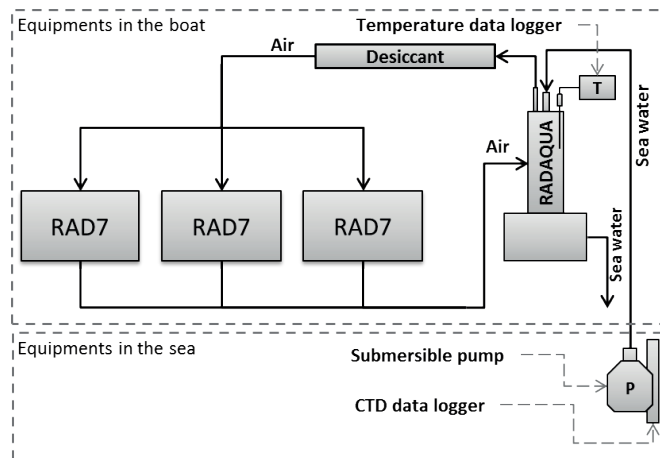 Equipments in the boat
Temperature data logger
Air
Desiccant
T
Sea water
Air
RADAQUA
RAD7
RAD7
RAD7
Sea water
Equipments in the sea
Submersible pump
P
CTD data logger